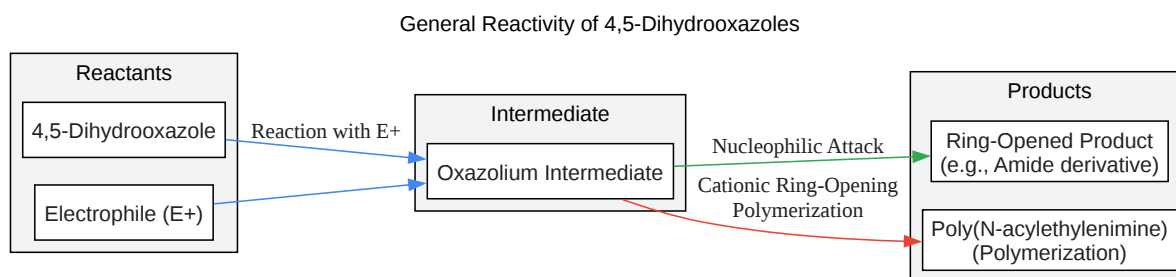 General Reactivity of 4,5-Dihydrooxazoles
Reactants
4,5-Dihydrooxazole
Electrophile (E+)
Reaction with E+
Intermediate
Oxazolium Intermediate
Nucleophilic Attack
Cationic Ring-Opening
Polymerization
Products
Ring-Opened Product
(e.g., Amide derivative)
Poly(N-acylethylenimine)
(Polymerization)